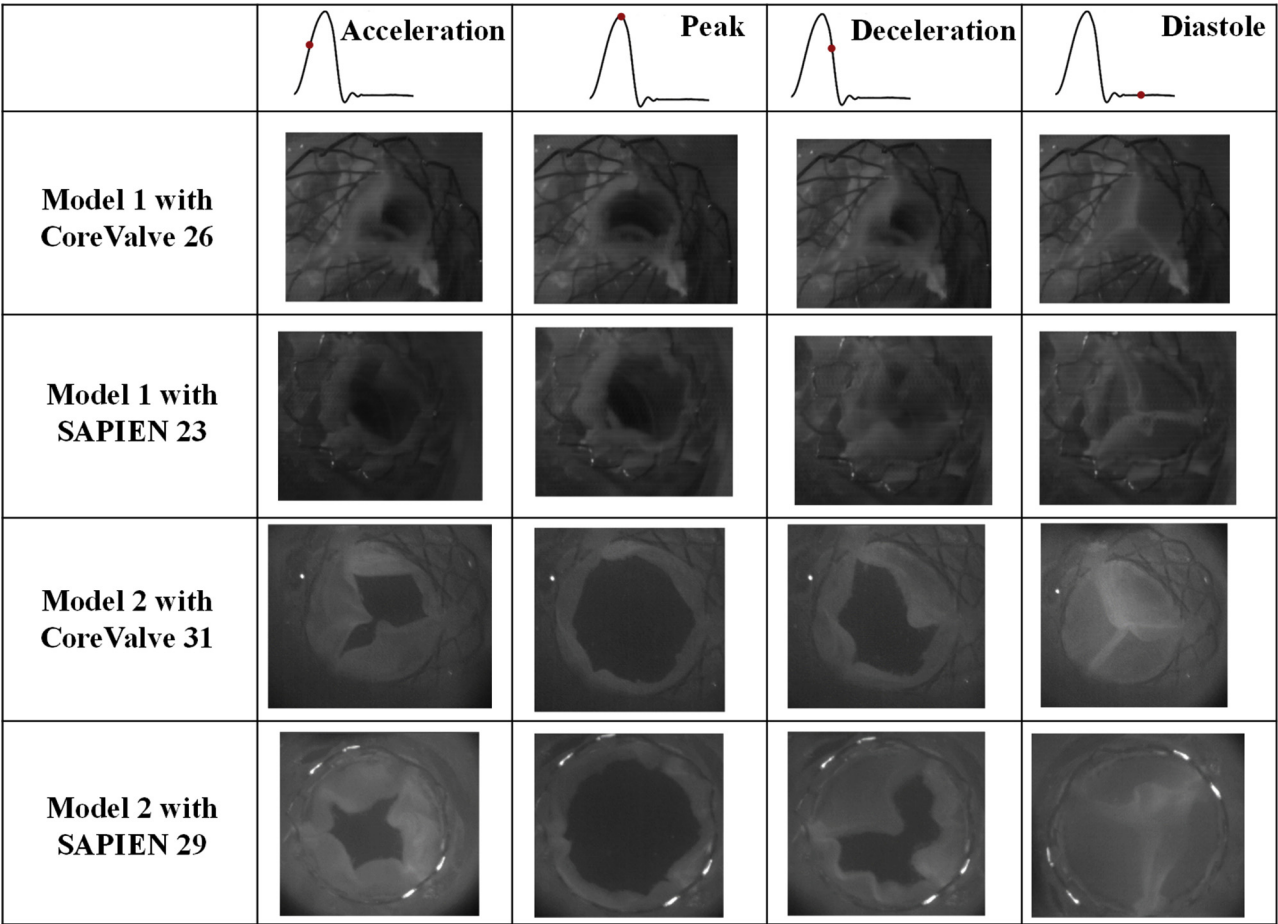 Acceleration
Peak
Deceleration
Diastole
Model 1 with
CoreValve 26
Model 1 with
SAPIEN 23
Model 2 with
CoreValve 31
Model 2 with
SAPIEN 29